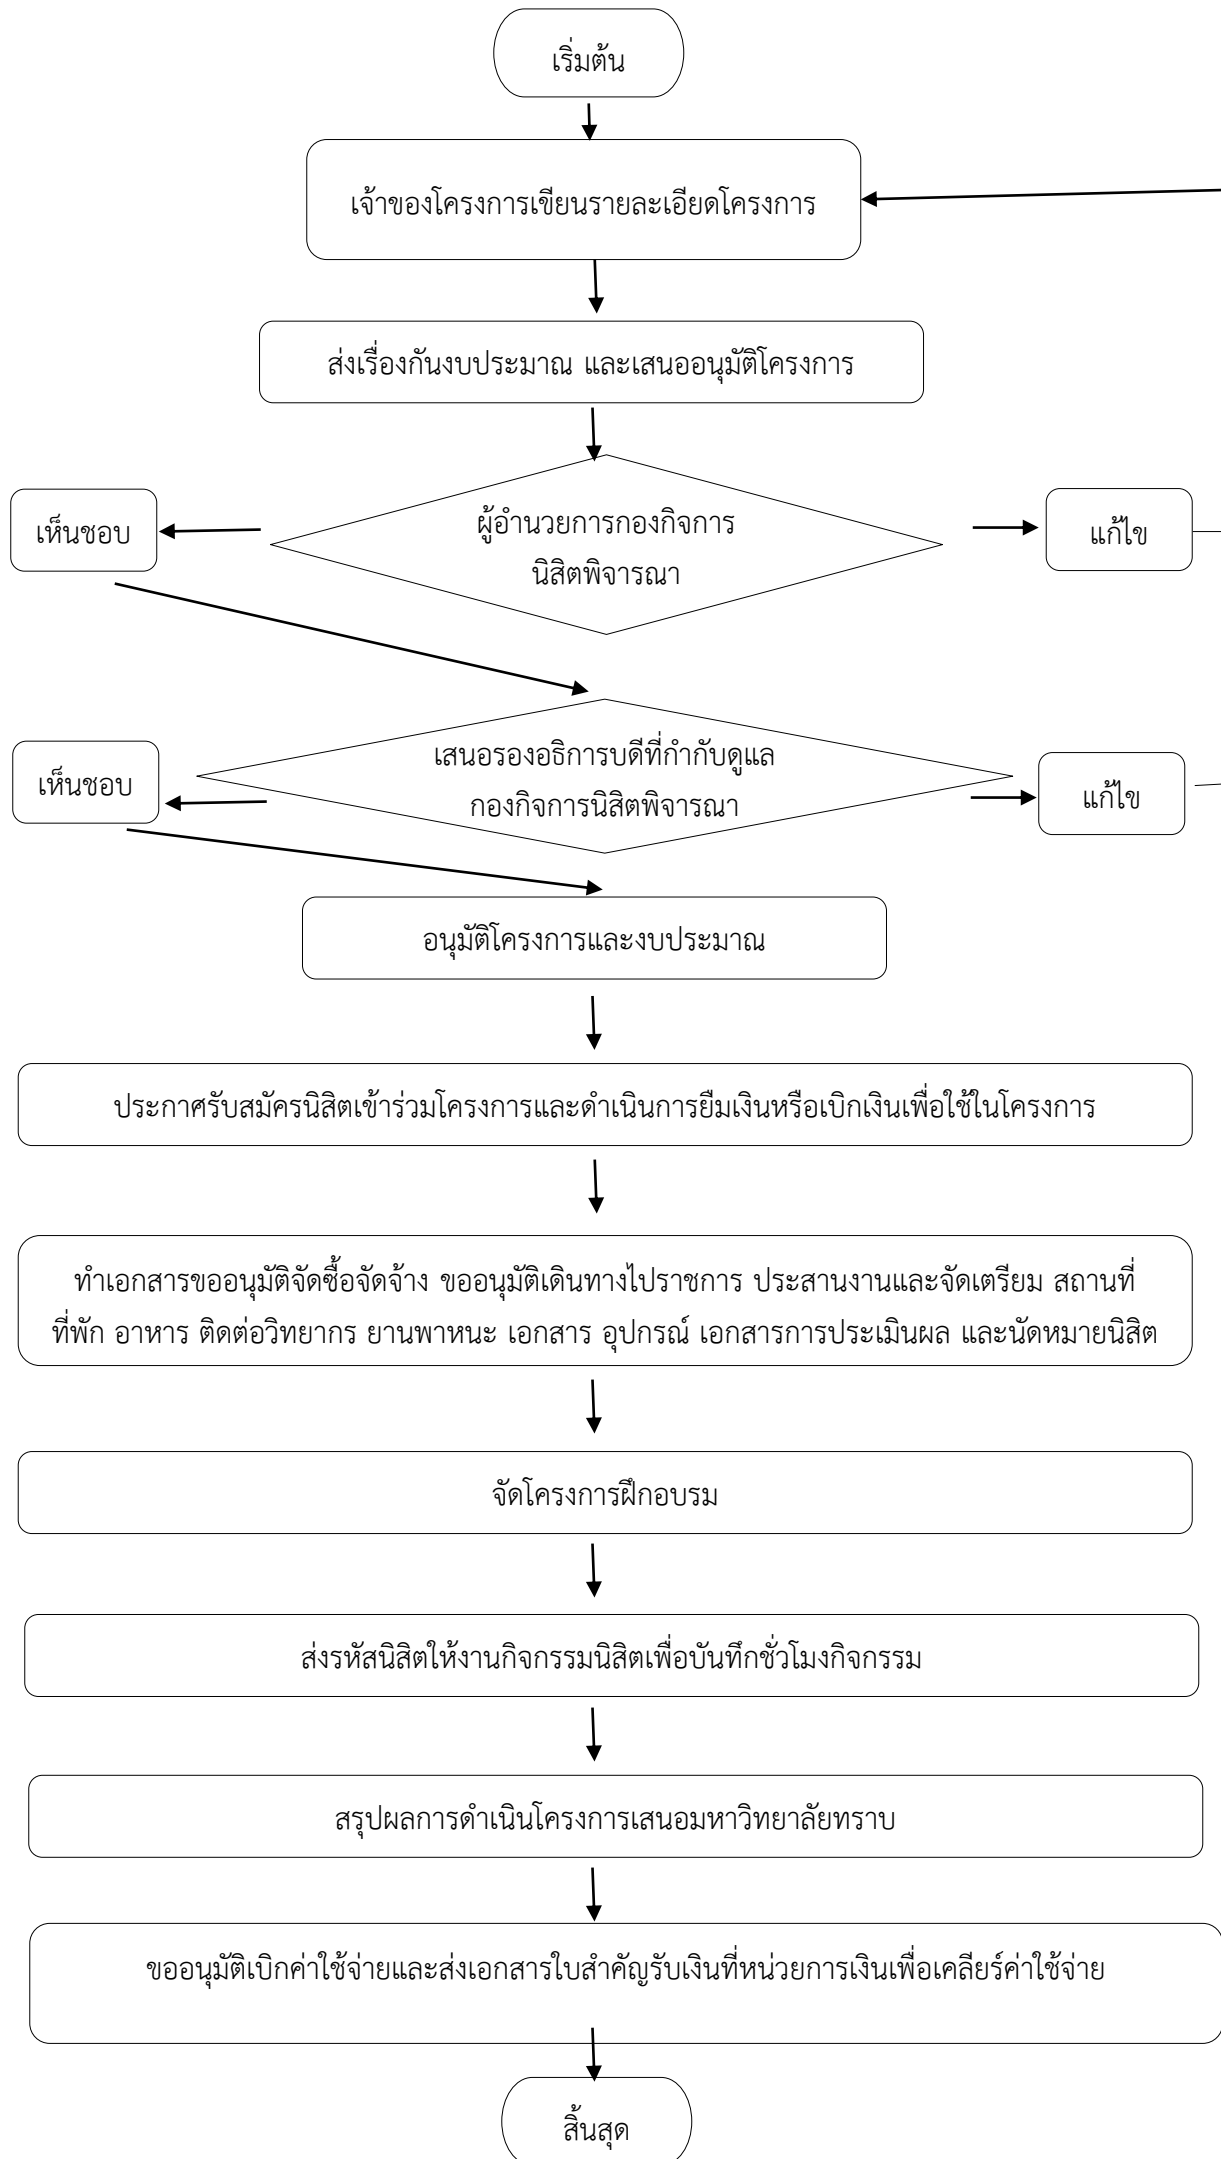 เริ่มต้น
เจ้าของโครงการเขียนรายละเอียดโครงการ
ส่งเรื่องกันงบประมาณ และเสนออนุมัติโครงการ
เห็นชอบ
ผู้อำนวยการกองกิจการ
นิสิตพิจารณา
แก้ไข
เห็นชอบ
เสนอรองอธิการบดีที่กำกับดูแล
กองกิจการนิสิตพิจารณา
แก้ไข
อนุมัติโครงการและงบประมาณ
ประกาศรับสมัครนิสิตเข้าร่วมโครงการและดำเนินการยืมเงินหรือเบิกเงินเพื่อใช้ในโครงการ
ทำเอกสารขออนุมัติจัดซื้อจัดจ้าง ขออนุมัติเดินทางไปราชการ ประสานงานและจัดเตรียม สถานที่
ที่พัก อาหาร ติดต่อวิทยากร ยานพาหนะ เอกสาร อุปกรณ์ เอกสารการประเมินผล และนัดหมายนิสิต
จัดโครงการฝึกอบรม
ส่งรหัสนิสิตให้งานกิจกรรมนิสิตเพื่อบันทึกชั่วโมงกิจกรรม
สรุปผลการดำเนินโครงการเสนอมหาวิทยาลัยทราบ
ขออนุมัติเบิกค่าใช้จ่ายและส่งเอกสารใบสำคัญรับเงินที่หน่วยการเงินเพื่อเคลียร์ค่าใช้จ่าย
สิ้นสุด